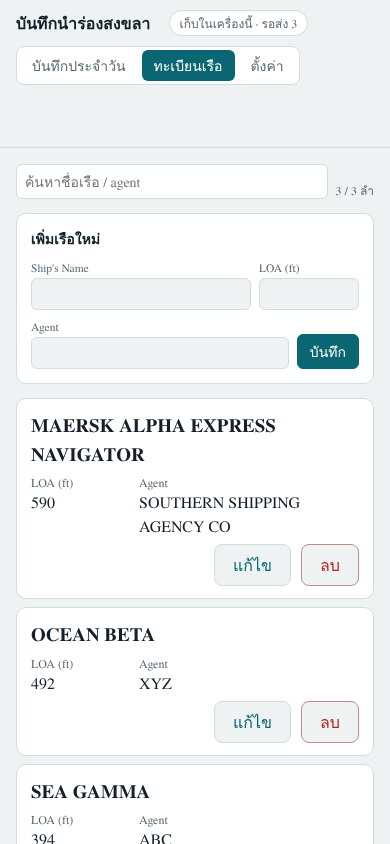 บันทึกนำร่องสงขลา
เก็บในเครื่องนี้ · รอส่ง 3
บันทึกประจำวัน
ทะเบียนเรือ
ตั้งค่า
ค้นหาชื่อเรือ / agent
3 / 3 ลำ
เพิ่มเรือใหม่
Ship's Name
LOA (ft)
Agent
บันทึก
MAERSK ALPHA EXPRESS
NAVIGATOR
LOA (ft)
Agent
590
SOUTHERN SHIPPING
AGENCY CO
แก้ไข
ลบ
OCEAN BETA
LOA (ft)
Agent
492
XYZ
แก้ไข
ลบ
SEA GAMMA
LOA (ft)
Agent
394
ABC